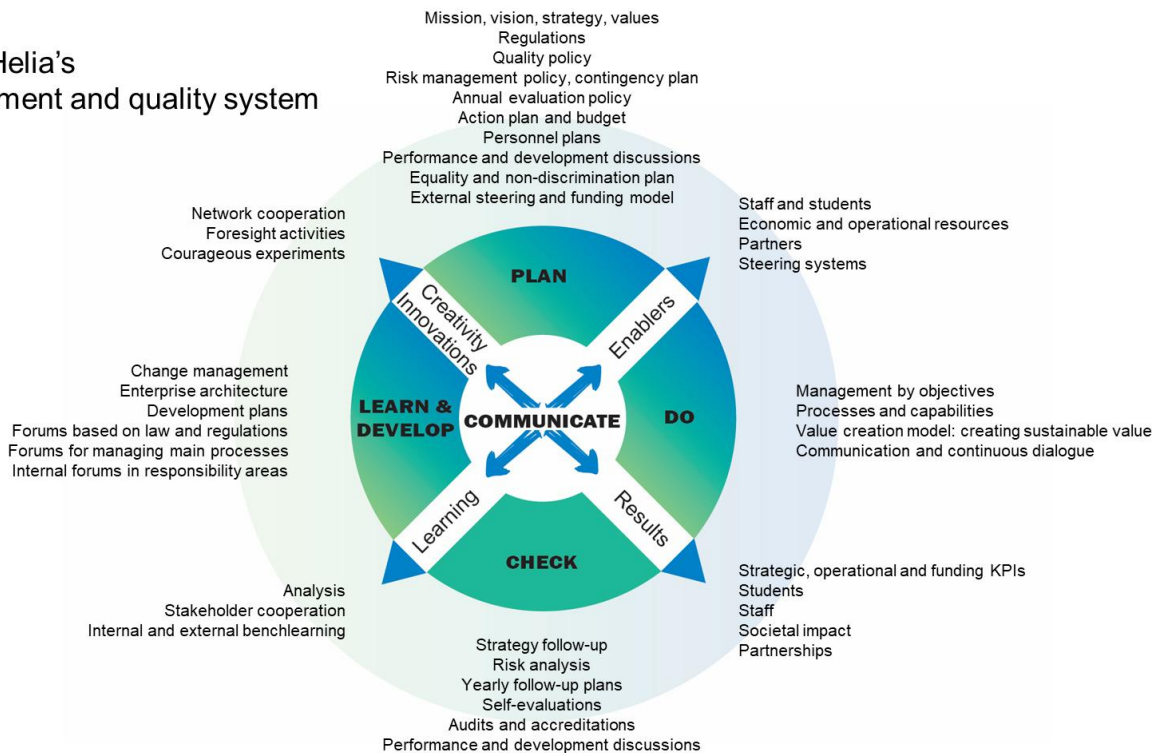 Helia's
ment and quality system
Mission, vision, strategy, values
Regulations
Quality policy
Risk management policy, contingency plan
Annual evaluation policy
Action plan and budget
Personnel plans
Performance and development discussions
Equality and non-discrimination plan
External steering and funding model
Network cooperation
Foresight activities
Courageous experiments
Staff and students
Economic and operational resources
Partners
Steering systems
PLAN
Creativity
Innovations
Enablers
Change management
Enterprise architecture
Development plans
Forums based on law and regulations
Forums for managing main processes
Internal forums in responsibility areas
LEARN &
DEVELOP
COMMUNICATE
DO
Management by objectives
Processes and capabilities
Value creation model: creating sustainable value
Communication and continuous dialogue
Learning
Results
CHECK
Analysis
Stakeholder cooperation
Internal and external benchlearning
Strategic, operational and funding KPIs
Students
Staff
Societal impact
Partnerships
Strategy follow-up
Risk analysis
Yearly follow-up plans
Self-evaluations
Audits and accreditations
Performance and development discussions